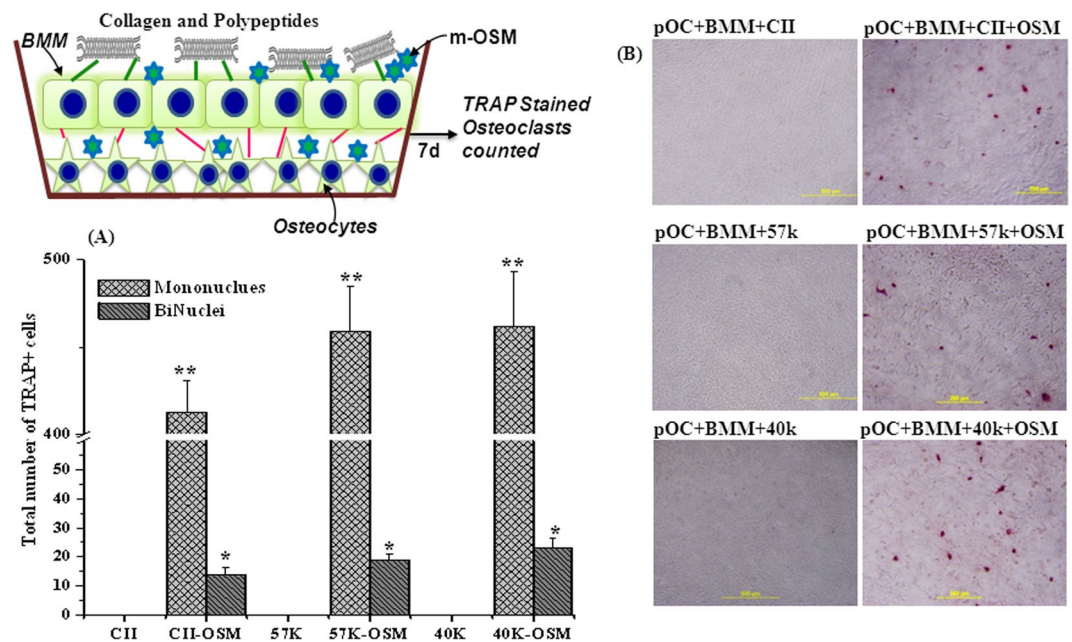 Collagen and Polypeptides
BMM
m-OSM
TRAP Stained
Osteoclasts
counted
7d
Osteocytes
(A)
500
400
50
40
30
20
10
0
Total number of TRAP+ cells
Mononuclues
BiNuclei
**
*
**
*
**
*
CII CII-OSM 57K 57K-OSM 40K 40K-OSM
(B)
pOC+BMM+CII pOC+BMM+CII+OSM
pOC+BMM+57k pOC+BMM+57k+OSM
pOC+BMM+40k pOC+BMM+40k+OSM